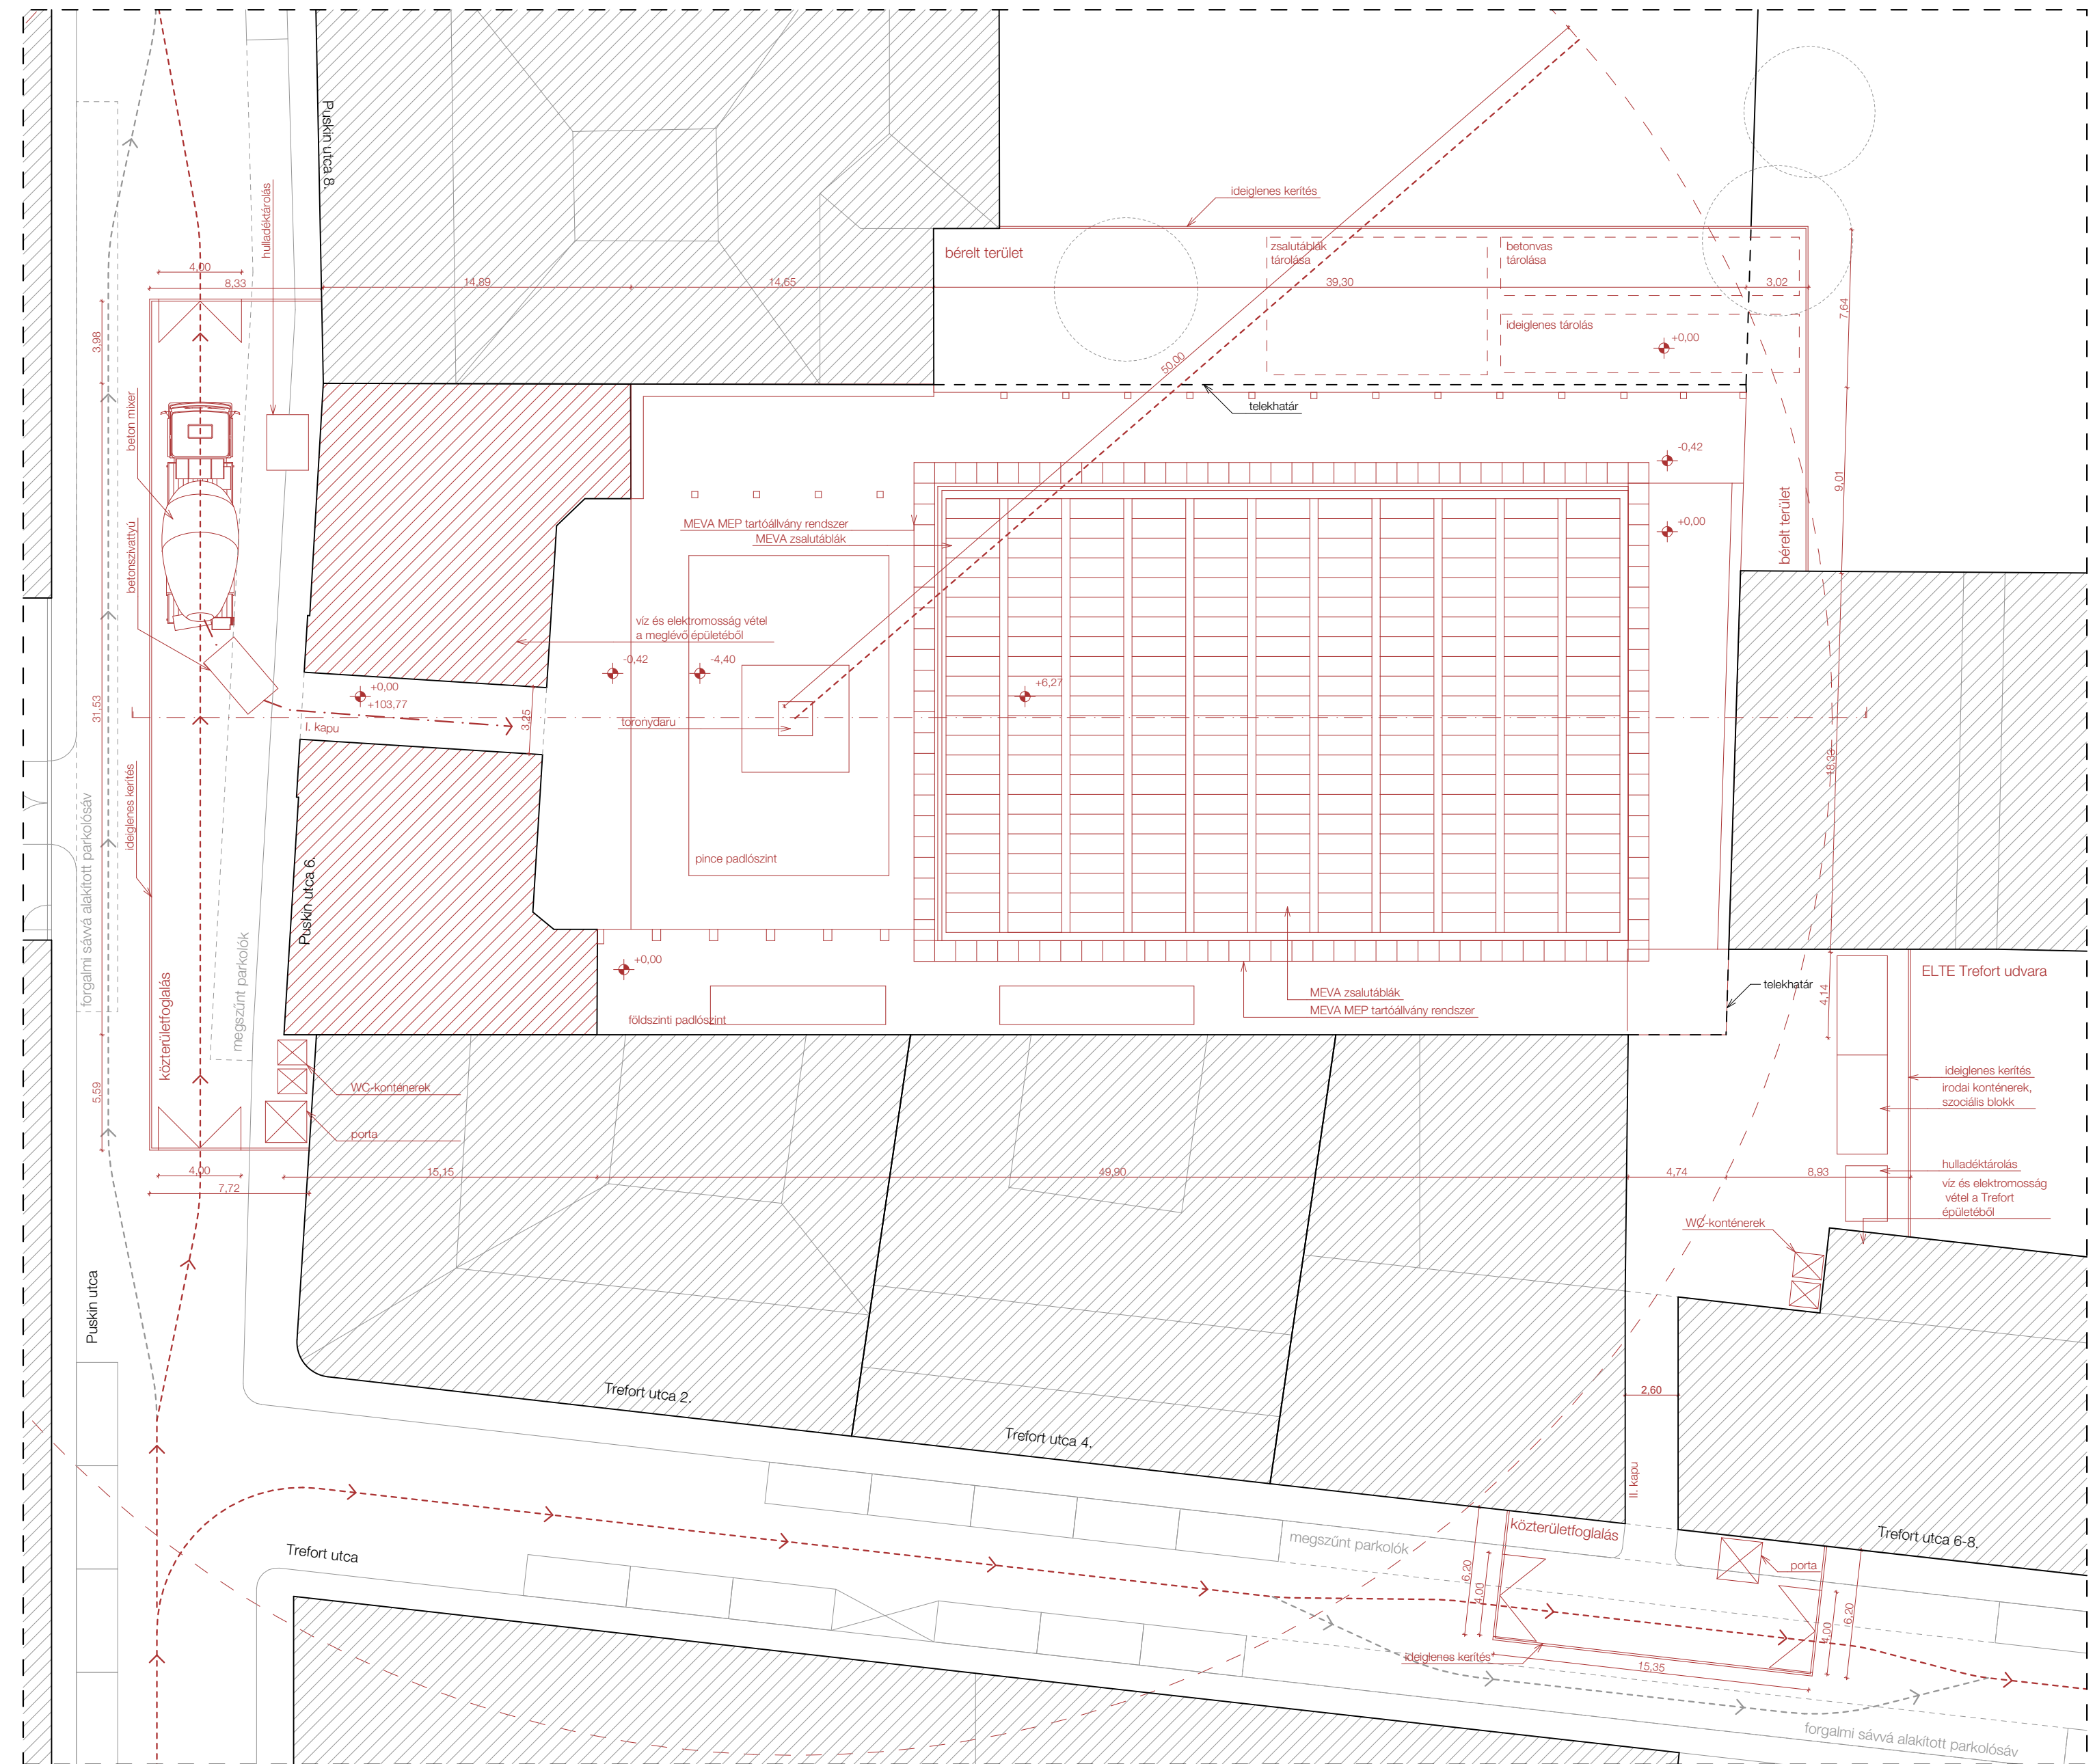 Puskin utca 8.
hulladéktárolás
4,00
8,33
14,89
14,65
39,30
3,02
3,98
7,64
ideiglenes kerítés
bérelt terület
zsalutáblák
tárolása
betonvas
tárolása
ideiglenes tárolás
+0,00
50,00
telekhatár
beton mixer
betonszivattyú
-0,42
9,01
bérelt terület
MEVA MEP tartóállvány rendszer
MEVA zsalutáblák
+0,00
víz és elektromosság vétel
a meglévő épületéből
-0,42
-4,40
+6,27
+0,00
+103,77
I. kapu
3,25
toronydaru
31,53
18,33
ideiglenes kerítés
forgalmi sávvá alakított parkolósáv
Puskin utca 6.
pince padlószint
közterületfoglalás
megszűnt parkolók
+0,00
földszinti padlószint
MEVA zsalutáblák
MEVA MEP tartóállvány rendszer
telekhatár
4,14
ELTE Trefort udvara
5,59
WC-konténerek
porta
ideiglenes kerítés
irodai konténerek,
szociális blokk
4,00
7,72
15,15
49,90
4,74
8,93
hulladéktárolás
víz és elektromosság
vétel a Trefort
épületéből
WC-konténerek
Puskin utca
Trefort utca 2.
Trefort utca 4.
2,60
II. kapu
Trefort utca
megszűnt parkolók
közterületfoglalás
Trefort utca 6-8.
porta
6,20
4,00
4,00
6,20
ideiglenes kerítés
15,35
forgalmi sávvá alakított parkolósáv